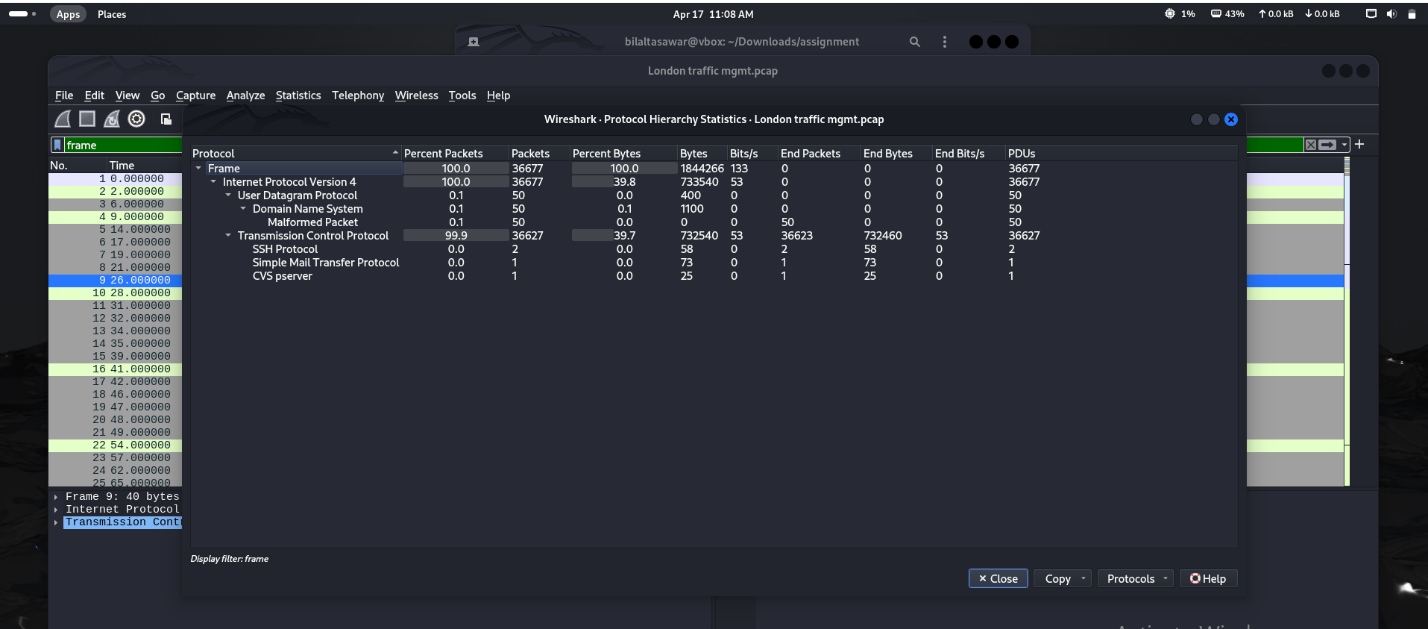 Apps Places Apr 17 11:08 AM 1% 43% 0.0 kB 0.0 kB
bilaltasawar@vbox: ~/Downloads/assignment
London traffic mgmt.pcap
File Edit View Go Capture Analyze Statistics Telephony Wireless Tools Help
Wireshark · Protocol Hierarchy Statistics · London traffic mgmt.pcap
frame
No. Time
1 0.000000
2 2.000000
3 6.000000
4 9.000000
5 14.000000
6 17.000000
7 19.000000
8 21.000000
9 26.000000
10 28.000000
11 31.000000
12 32.000000
13 34.000000
14 35.000000
15 39.000000
16 41.000000
17 42.000000
18 46.000000
19 47.000000
20 48.000000
21 49.000000
22 54.000000
23 57.000000
24 62.000000
25 65.000000
Frame 9: 40 bytes
Internet Protocol
Transmission Cont
Protocol Percent Packets Packets Percent Bytes Bytes Bits/s End Packets End Bytes End Bits/s PDUs
Frame 100.0 36677 100.0 1844266 133 0 0 0 36677
Internet Protocol Version 4 100.0 36677 39.8 733540 53 0 0 0 36677
User Datagram Protocol 0.1 50 0.0 400 0 0 0 0 50
Domain Name System 0.1 50 0.1 1100 0 0 0 0 50
Malformed Packet 0.1 50 0.0 0 0 50 0 0 50
Transmission Control Protocol 99.9 36627 39.7 732540 53 36623 732460 53 36627
SSH Protocol 0.0 2 0.0 58 0 2 58 0 2
Simple Mail Transfer Protocol 0.0 1 0.0 73 0 1 73 0 1
CVS pserver 0.0 1 0.0 25 0 1 25 0 1
Display filter: frame
Close Copy Protocols Help